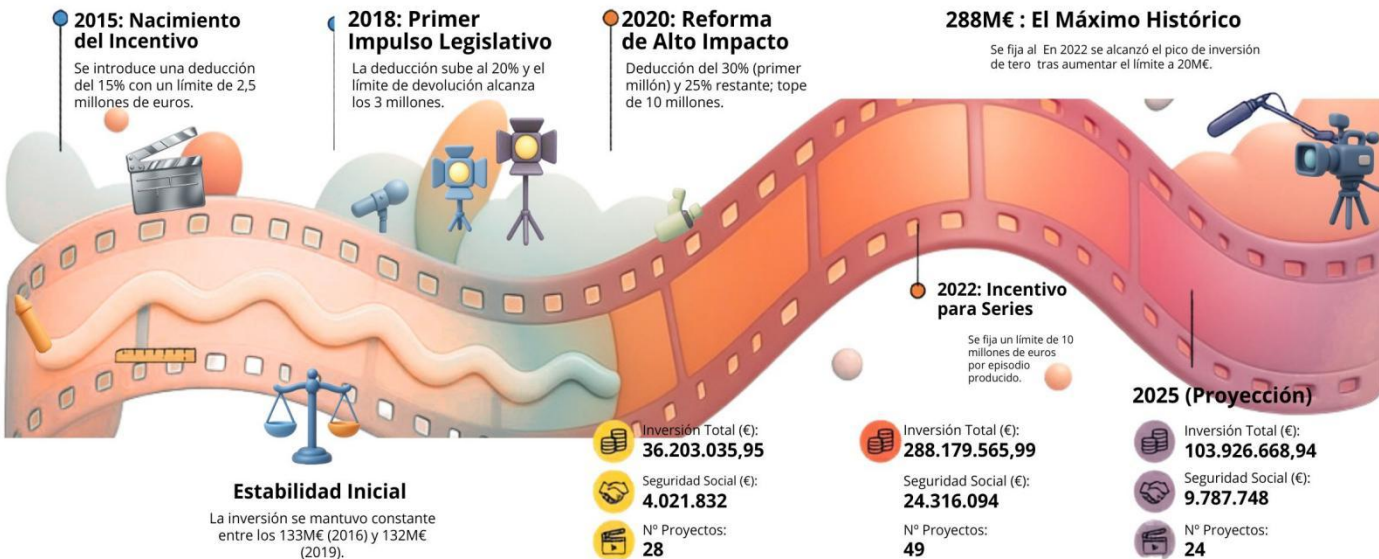 2015: Nacimiento
del Incentivo
Se introduce una deducción
del 15% con un límite de 2,5
millones de euros.
2018: Primer
Impulso Legislativo
La deducción sube al 20% y el
límite de devolución alcanza
los 3 millones.
2020: Reforma
de Alto Impacto
Deducción del 30% (primer
millón) y 25% restante; tope
de 10 millones.
288M€ : El Máximo Histórico
Se fija al En 2022 se alcanzó el pico de inversión
de tero tras aumentar el límite a 20M€.
2022: Incentivo
para Series
Se fija un límite de 10
millones de euros
por episodio
producido.
Estabilidad Inicial
La inversión se mantuvo constante
entre los 133M€ (2016) y 132M€
(2019).
Inversión Total (€):
36.203.035,95
Seguridad Social (€):
4.021.832
Nº Proyectos:
28
Inversión Total (€):
288.179.565,99
Seguridad Social (€):
24.316.094
Nº Proyectos:
49
2025 (Proyección)
Inversión Total (€):
103.926.668,94
Seguridad Social (€):
9.787.748
Nº Proyectos:
24